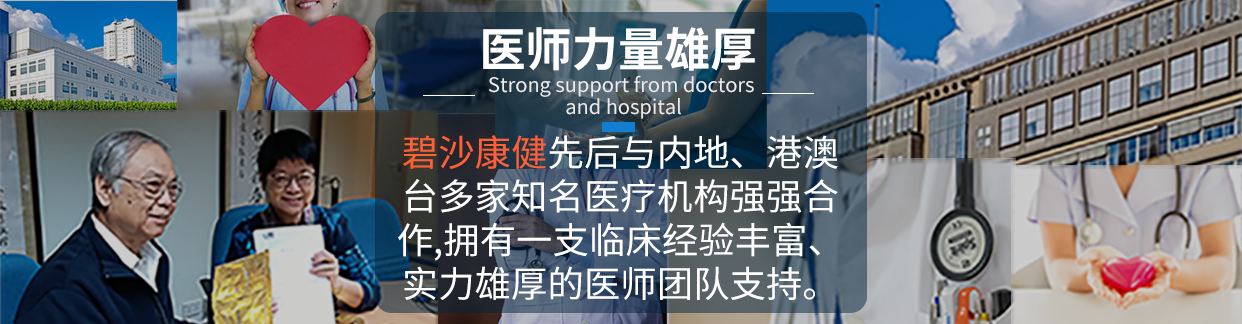 医师力量雄厚
Strong support from doctors
and hospital
碧沙康健先后与内地、港澳
台多家知名医疗机构强强合
作,拥有一支临床经验丰富、
实力雄厚的医师团队支持。